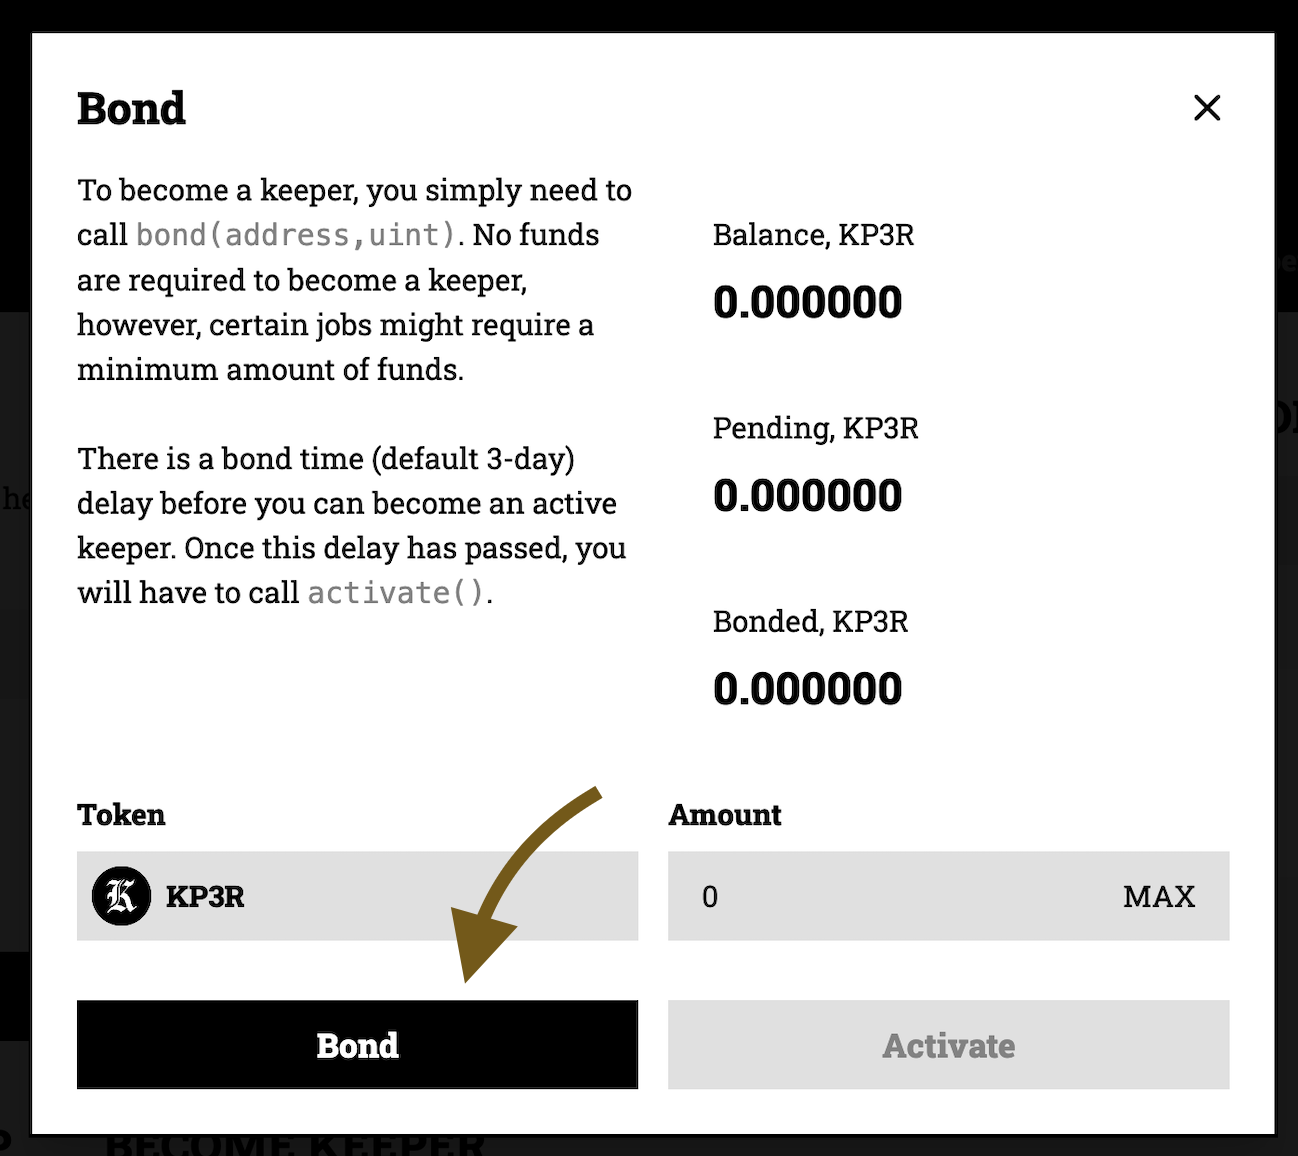 Bond
To become a keeper, you simply need to
call bond(address,uint). No funds
are required to become a keeper,
however, certain jobs might require a
minimum amount of funds.
There is a bond time (default 3-day)
delay before you can become an active
keeper. Once this delay has passed, you
will have to call activate().
Balance, KP3R
0.000000
Pending, KP3R
0.000000
Bonded, KP3R
0.000000
Token
K KP3R
Amount
0 MAX
Bond
Activate
BECOME KEEPER